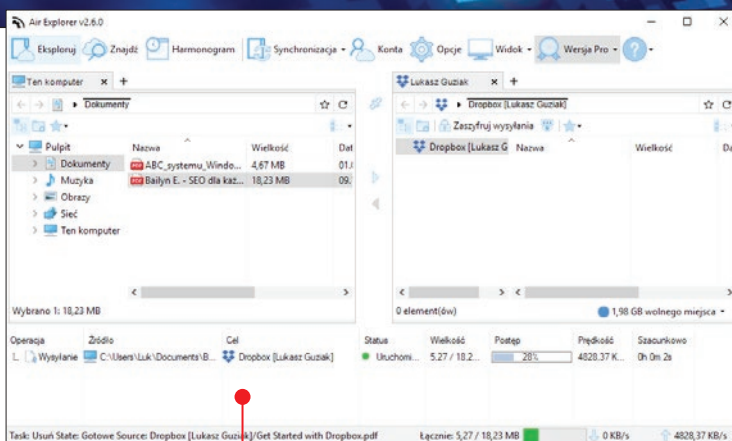 Air Explorer v2.6.0
Eksploruj Znajdź Harmonogram Synchronizacja Konta Opcje Widok Wersja Pro
Ten komputer
Lukasz Guziak
Dokumenty
Dropbox [Lukasz Guziak]
Zaszyfruj wysyłania
Pulpit
Nazwa Wielkość Dat
Dokumenty
ABC_systemu_Windo... 4,67 MB 01.
Muzyka
Bailyn E. - SEO dla kaz... 18,23 MB 09.
Obrazy
Sieć
Ten komputer
Dropbox [Lukasz G Nazwa Wielkość
Wybrano 1: 18,23 MB
0 element(ów) 1,98 GB wolnego miejsca
Operacja Źródło Cel Status Wielkość Postęp Prędkość Szacunkowo
Wysyłanie C:\Users\Luk\Documents\B... Dropbox [Lukasz Guziak] Uruchomi... 5.27 / 18.2... 28% 4828.37 K... 0h 0m 2s
Task: Usuń State: Gotowe Source: Dropbox [Lukasz Guziak]/Get Started with Dropbox.pdf Łącznie: 5,27 / 18,23 MB 0 KB/s 4828,37 KB/s